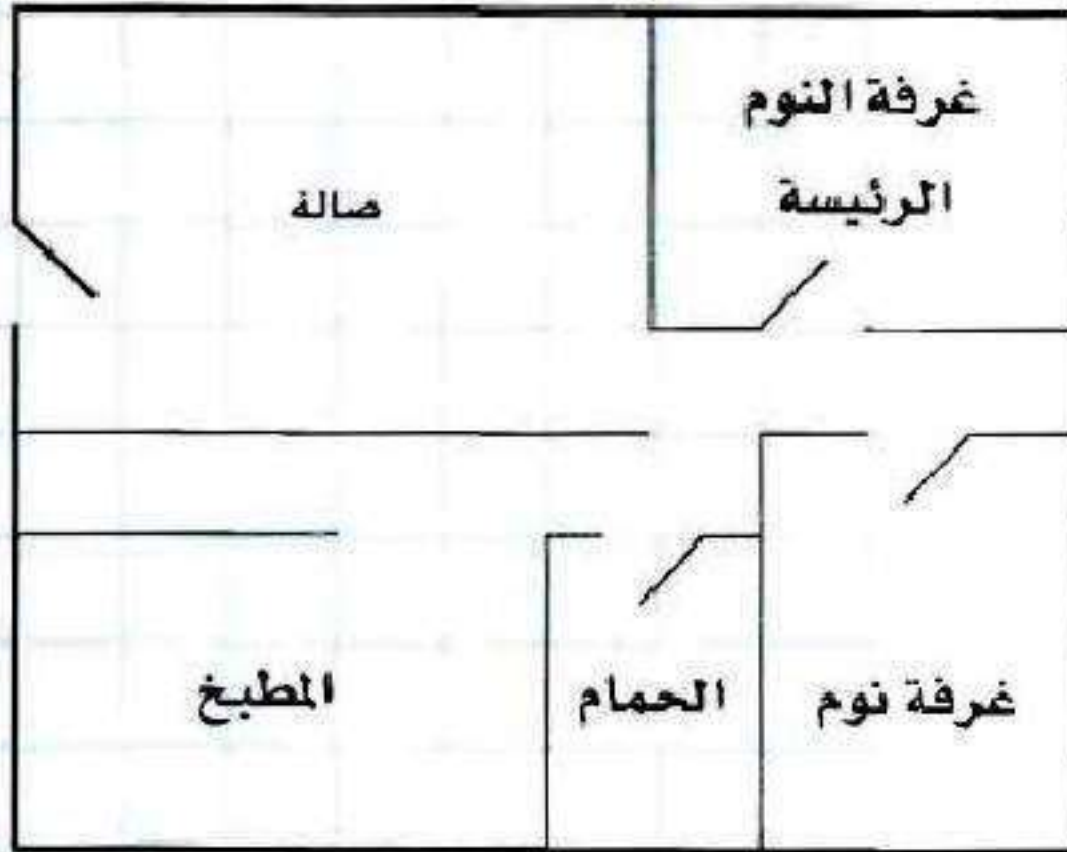 غرفة النوم
الرئيسة
صالة
غرفة نوم
الحمام
المطبخ